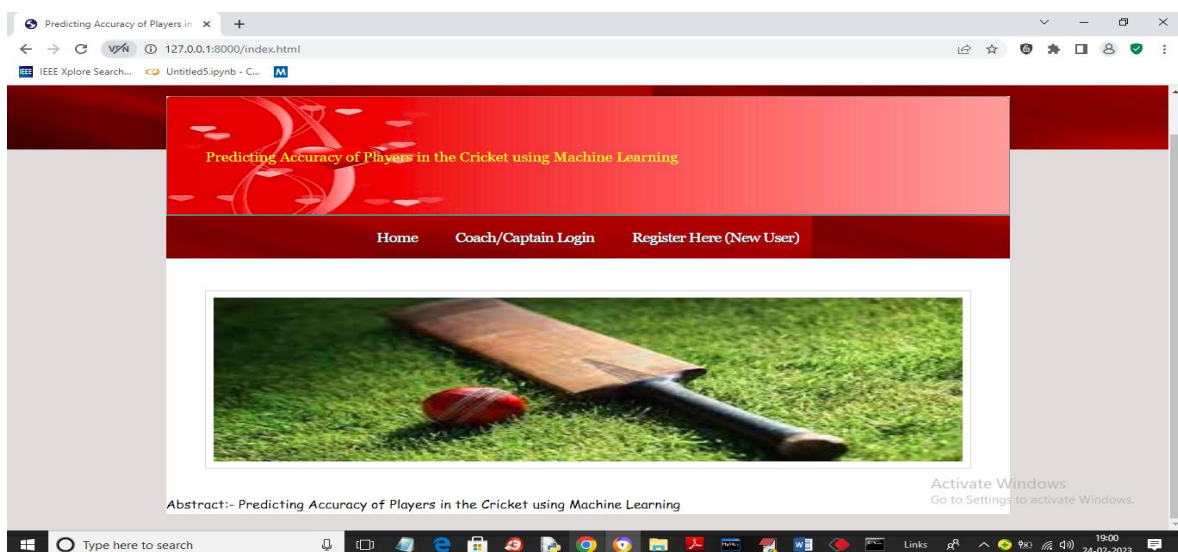 Predicting Accuracy of Players in
VPN
127.0.0.1:8000/index.html
IEEE IEEE Xplore Search... CO Untitled5.ipynb - C... M
Predicting Accuracy of Players in the Cricket using Machine Learning
Home Coach/Captain Login Register Here (New User)
Abstract:- Predicting Accuracy of Players in the Cricket using Machine Learning
Activate Windows
Go to Settings to activate Windows.
Type here to search
Links
19:00
24-02-2023